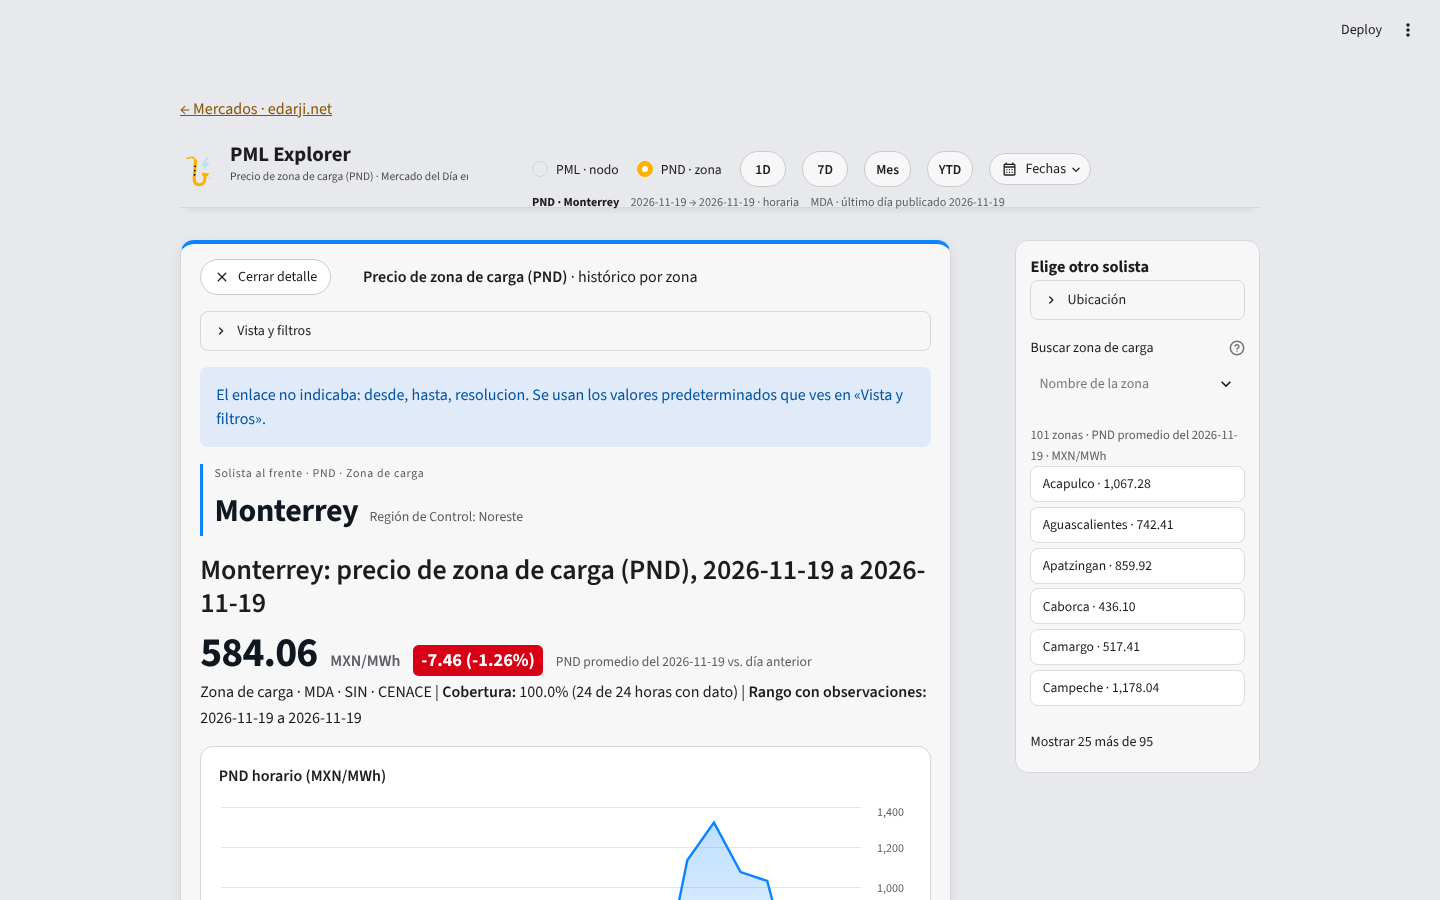 Deploy
← Mercados · edarji.net
PML Explorer
Precio de zona de carga (PND) · Mercado del Día
PML · nodo
PND · zona
1D
7D
Mes
YTD
Fechas
PND · Monterrey 2026-11-19 → 2026-11-19 · horaria MDA · último día publicado 2026-11-19
Cerrar detalle
Precio de zona de carga (PND) · histórico por zona
Vista y filtros
El enlace no indicaba: desde, hasta, resolucion. Se usan los valores predeterminados que ves en «Vista y
filtros».
Solista al frente · PND · Zona de carga
Monterrey Región de Control: Noreste
Monterrey: precio de zona de carga (PND), 2026-11-19 a 2026-
11-19
584.06 MXN/MWh -7.46 (-1.26%) PND promedio del 2026-11-19 vs. día anterior
Zona de carga · MDA · SIN · CENACE | Cobertura: 100.0% (24 de 24 horas con dato) | Rango con observaciones:
2026-11-19 a 2026-11-19
PND horario (MXN/MWh)
1,400
1,200
1,000
Elige otro solista
Ubicación
Buscar zona de carga
Nombre de la zona
101 zonas · PND promedio del 2026-11-
19 · MXN/MWh
Acapulco · 1,067.28
Aguascalientes · 742.41
Apatzingan · 859.92
Caborca · 436.10
Camargo · 517.41
Campeche · 1,178.04
Mostrar 25 más de 95